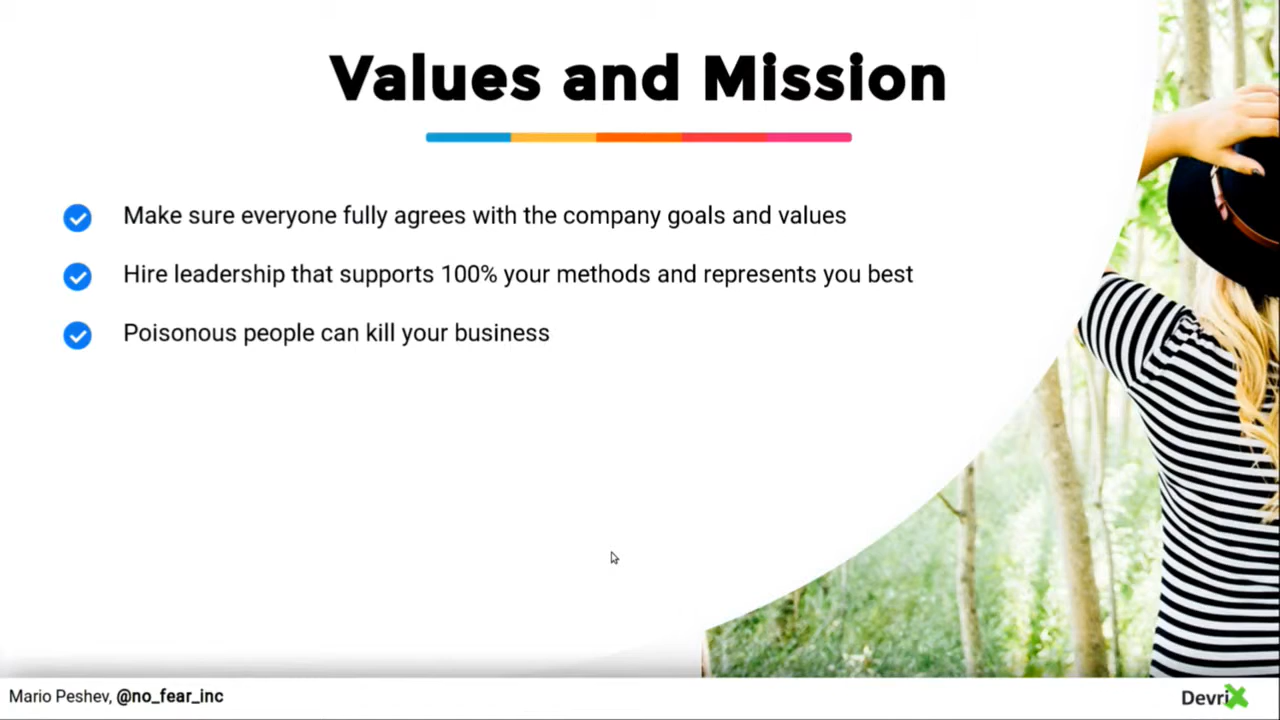 Values and Mission
Make sure everyone fully agrees with the company goals and values
Hire leadership that supports 100% your methods and represents you best
Poisonous people can kill your business
Mario Peshev, @no_fear_inc
DevriX